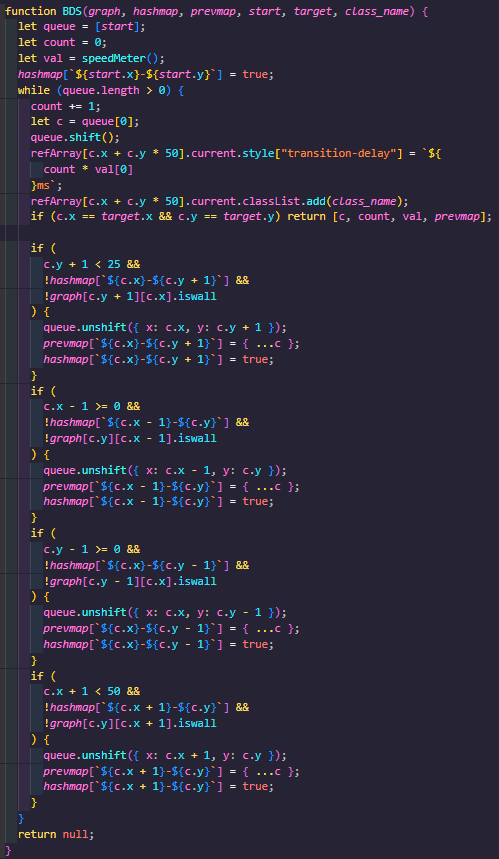 function BDS(graph, hashmap, prevmap, start, target, class_name) {
  let queue = [start];
  let count = 0;
  let val = speedMeter();
  hashmap[`${start.x}-${start.y}`] = true;
  while (queue.length > 0) {
    count += 1;
    let c = queue[0];
    queue.shift();
    refArray[c.x + c.y * 50].current.style["transition-delay"] = `${
      count * val[0]
    }ms`;
    refArray[c.x + c.y * 50].current.classList.add(class_name);
    if (c.x == target.x && c.y == target.y) return [c, count, val, prevmap];

    if (
      c.y + 1 < 25 &&
      !hashmap[`${c.x}-${c.y + 1}`] &&
      !graph[c.y + 1][c.x].iswall
    ) {
      queue.unshift({ x: c.x, y: c.y + 1 });
      prevmap[`${c.x}-${c.y + 1}`] = { ...c };
      hashmap[`${c.x}-${c.y + 1}`] = true;
    }
    if (
      c.x - 1 >= 0 &&
      !hashmap[`${c.x - 1}-${c.y}`] &&
      !graph[c.y][c.x - 1].iswall
    ) {
      queue.unshift({ x: c.x - 1, y: c.y });
      prevmap[`${c.x - 1}-${c.y}`] = { ...c };
      hashmap[`${c.x - 1}-${c.y}`] = true;
    }
    if (
      c.y - 1 >= 0 &&
      !hashmap[`${c.x}-${c.y - 1}`] &&
      !graph[c.y - 1][c.x].iswall
    ) {
      queue.unshift({ x: c.x, y: c.y - 1 });
      prevmap[`${c.x}-${c.y - 1}`] = { ...c };
      hashmap[`${c.x}-${c.y - 1}`] = true;
    }
    if (
      c.x + 1 < 50 &&
      !hashmap[`${c.x + 1}-${c.y}`] &&
      !graph[c.y][c.x + 1].iswall
    ) {
      queue.unshift({ x: c.x + 1, y: c.y });
      prevmap[`${c.x + 1}-${c.y}`] = { ...c };
      hashmap[`${c.x + 1}-${c.y}`] = true;
    }
  }
  return null;
}